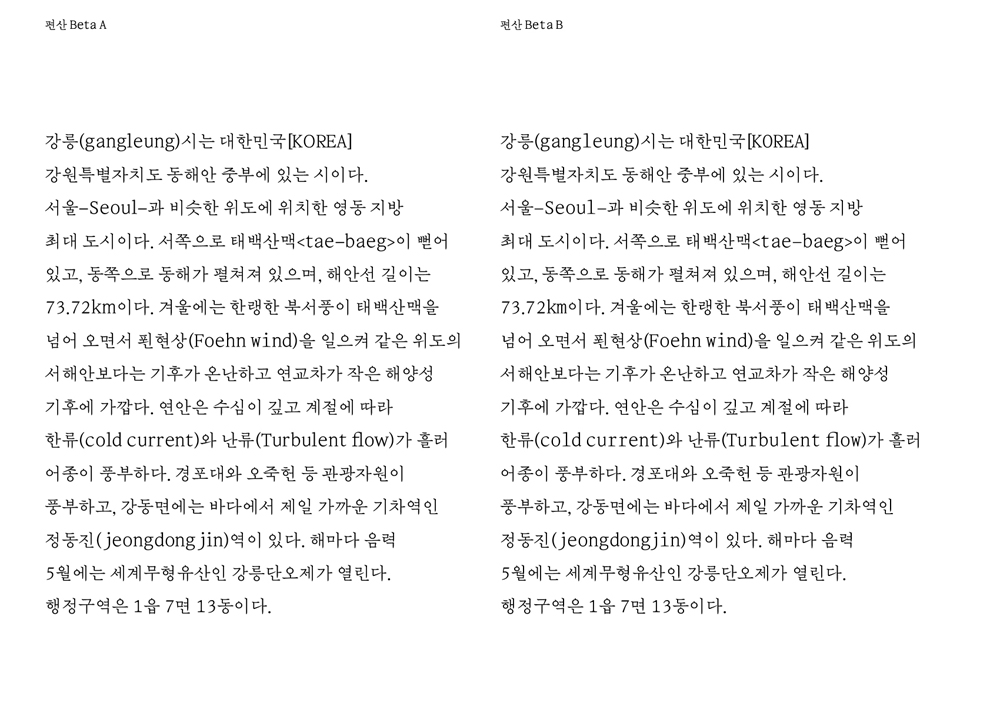 편산 Beta A
강릉(gangleung)시는 대한민국[KOREA]
강원특별자치도 동해안 중부에 있는 시이다.
서울–Seoul–과 비슷한 위도에 위치한 영동 지방
최대 도시이다. 서쪽으로 태백산맥<tae–baeg>이 뻗어
있고, 동쪽으로 동해가 펼쳐져 있으며, 해안선 길이는
73.72km이다. 겨울에는 한랭한 북서풍이 태백산맥을
넘어 오면서 푄현상(Foehn wind)을 일으켜 같은 위도의
서해안보다는 기후가 온난하고 연교차가 작은 해양성
기후에 가깝다. 연안은 수심이 깊고 계절에 따라
한류(cold current)와 난류(Turbulent flow)가 흘러
어종이 풍부하다. 경포대와 오죽헌 등 관광자원이
풍부하고, 강동면에는 바다에서 제일 가까운 기차역인
정동진(jeongdongjin)역이 있다. 해마다 음력
5월에는 세계무형유산인 강릉단오제가 열린다.
행정구역은 1읍 7면 13동이다.
편산 Beta B
강릉(gangleung)시는 대한민국[KOREA]
강원특별자치도 동해안 중부에 있는 시이다.
서울–Seoul–과 비슷한 위도에 위치한 영동 지방
최대 도시이다. 서쪽으로 태백산맥<tae–baeg>이 뻗어
있고, 동쪽으로 동해가 펼쳐져 있으며, 해안선 길이는
73.72km이다. 겨울에는 한랭한 북서풍이 태백산맥을
넘어 오면서 푄현상(Foehn wind)을 일으켜 같은 위도의
서해안보다는 기후가 온난하고 연교차가 작은 해양성
기후에 가깝다. 연안은 수심이 깊고 계절에 따라
한류(cold current)와 난류(Turbulent flow)가 흘러
어종이 풍부하다. 경포대와 오죽헌 등 관광자원이
풍부하고, 강동면에는 바다에서 제일 가까운 기차역인
정동진(jeongdongjin)역이 있다. 해마다 음력
5월에는 세계무형유산인 강릉단오제가 열린다.
행정구역은 1읍 7면 13동이다.